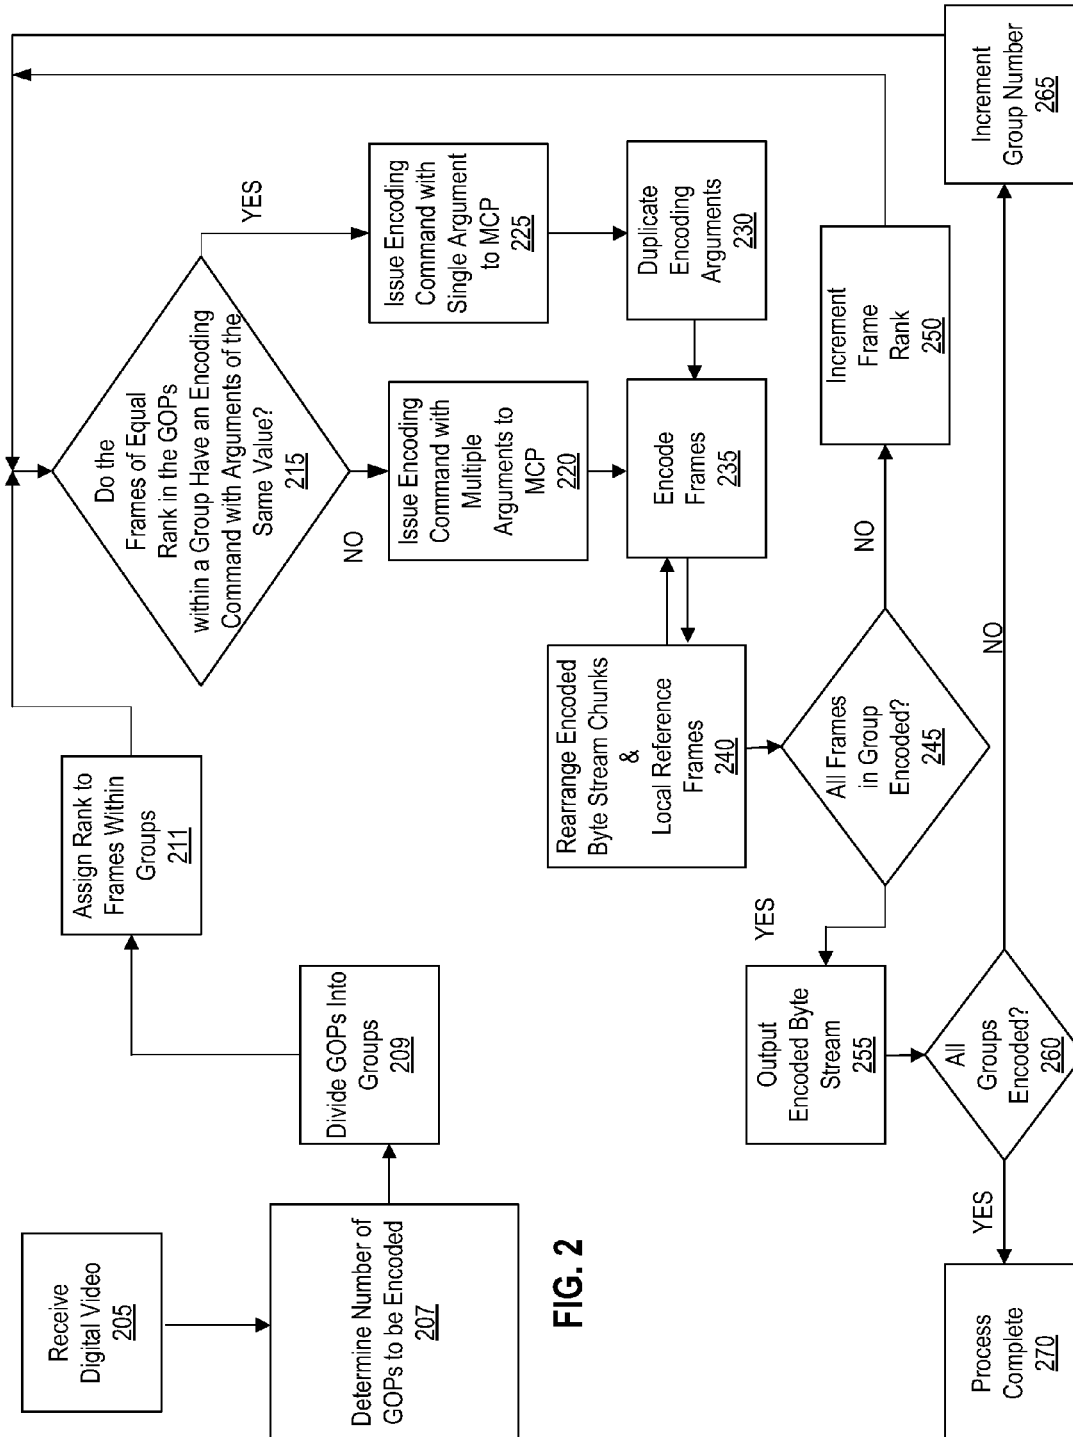 Receive
Digital Video
205
Determine Number of
GOPs to be Encoded
207
Divide GOPs Into
Groups
209
Assign Rank to
Frames Within
Groups
211
Do the
Frames of Equal
Rank in the GOPs
within a Group Have an Encoding
Command with Arguments of the
Same Value?
215
YES
NO
Issue Encoding
Command with
Multiple
Arguments to
MCP
220
Issue Encoding
Command with
Single Argument
to MCP
225
Duplicate
Encoding
Arguments
230
Encode
Frames
235
Rearrange Encoded
Byte Stream Chunks
&
Local Reference
Frames
240
All Frames
in Group
Encoded?
245
NO
YES
Increment
Frame
Rank
250
Output
Encoded Byte
Stream
255
All
Groups
Encoded?
260
NO
YES
Increment
Group Number
265
Process
Complete
270
FIG. 2